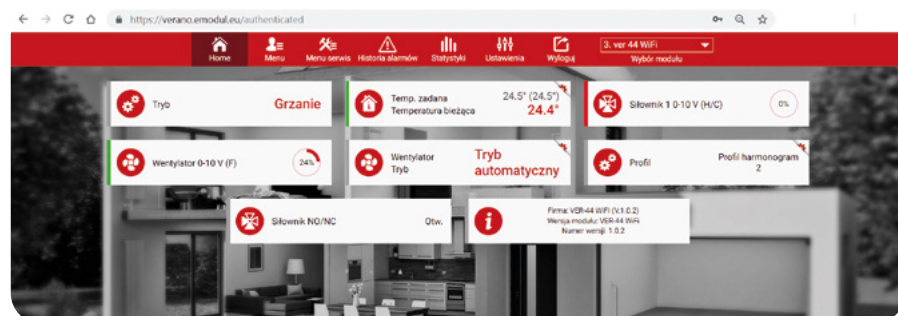 https://verano.emodul.eu/authenticated
Home
Menu
Menu serwis
Historia alarmów
Statystyki
Ustawienia
Wyloguj
3. ver 44 WiFi
Wybór modułu
Tryb
Grzanie
Temp. zadana
24.5° (24.5°)
Temperatura bieżąca
24.4°
Siłownik 1 0-10 V (H/C)
0%
Wentylator 0-10 V (F)
24%
Wentylator
Tryb
Tryb
automatyczny
Profil
Profil harmonogram
2
Siłownik NO/NC
Otw.
Firma: VER-44 WiFi (V.1.0.2)
Wersja modułu: VER-44 WiFi
Numer wersji: 1.0.2